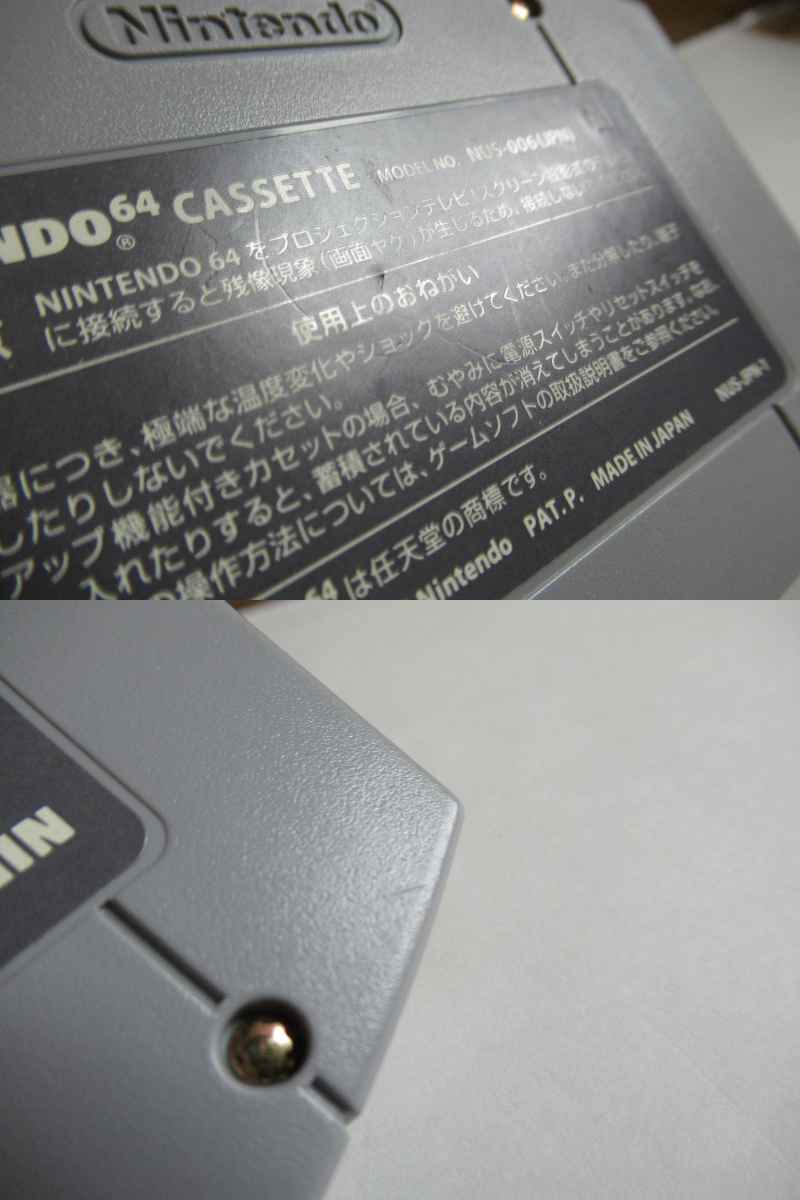 Nintendo
NDO64 ® CASSETTE MODEL NO. NUS-006(JPN)
NINTENDO 64 をプロジェクションテレビ(スクリーン投影式の
に接続すると残像現象(画面ヤケ)が生じるため、接続しない
使用上のおねがい
器につき、極端な温度変化やショックを避けてください。また分解したり、端子
したりしないでください。
アップ機能付きカセットの場合、むやみに電源スイッチやリセットスイッチを
入れたりすると、蓄積されている内容が消えてしまうことがあります。なお、
の操作方法については、ゲームソフトの取扱説明書をご参照ください。
64 は任天堂の商標です。
Nintendo PAT.P. MADE IN JAPAN NUS-JPN-1
NIN